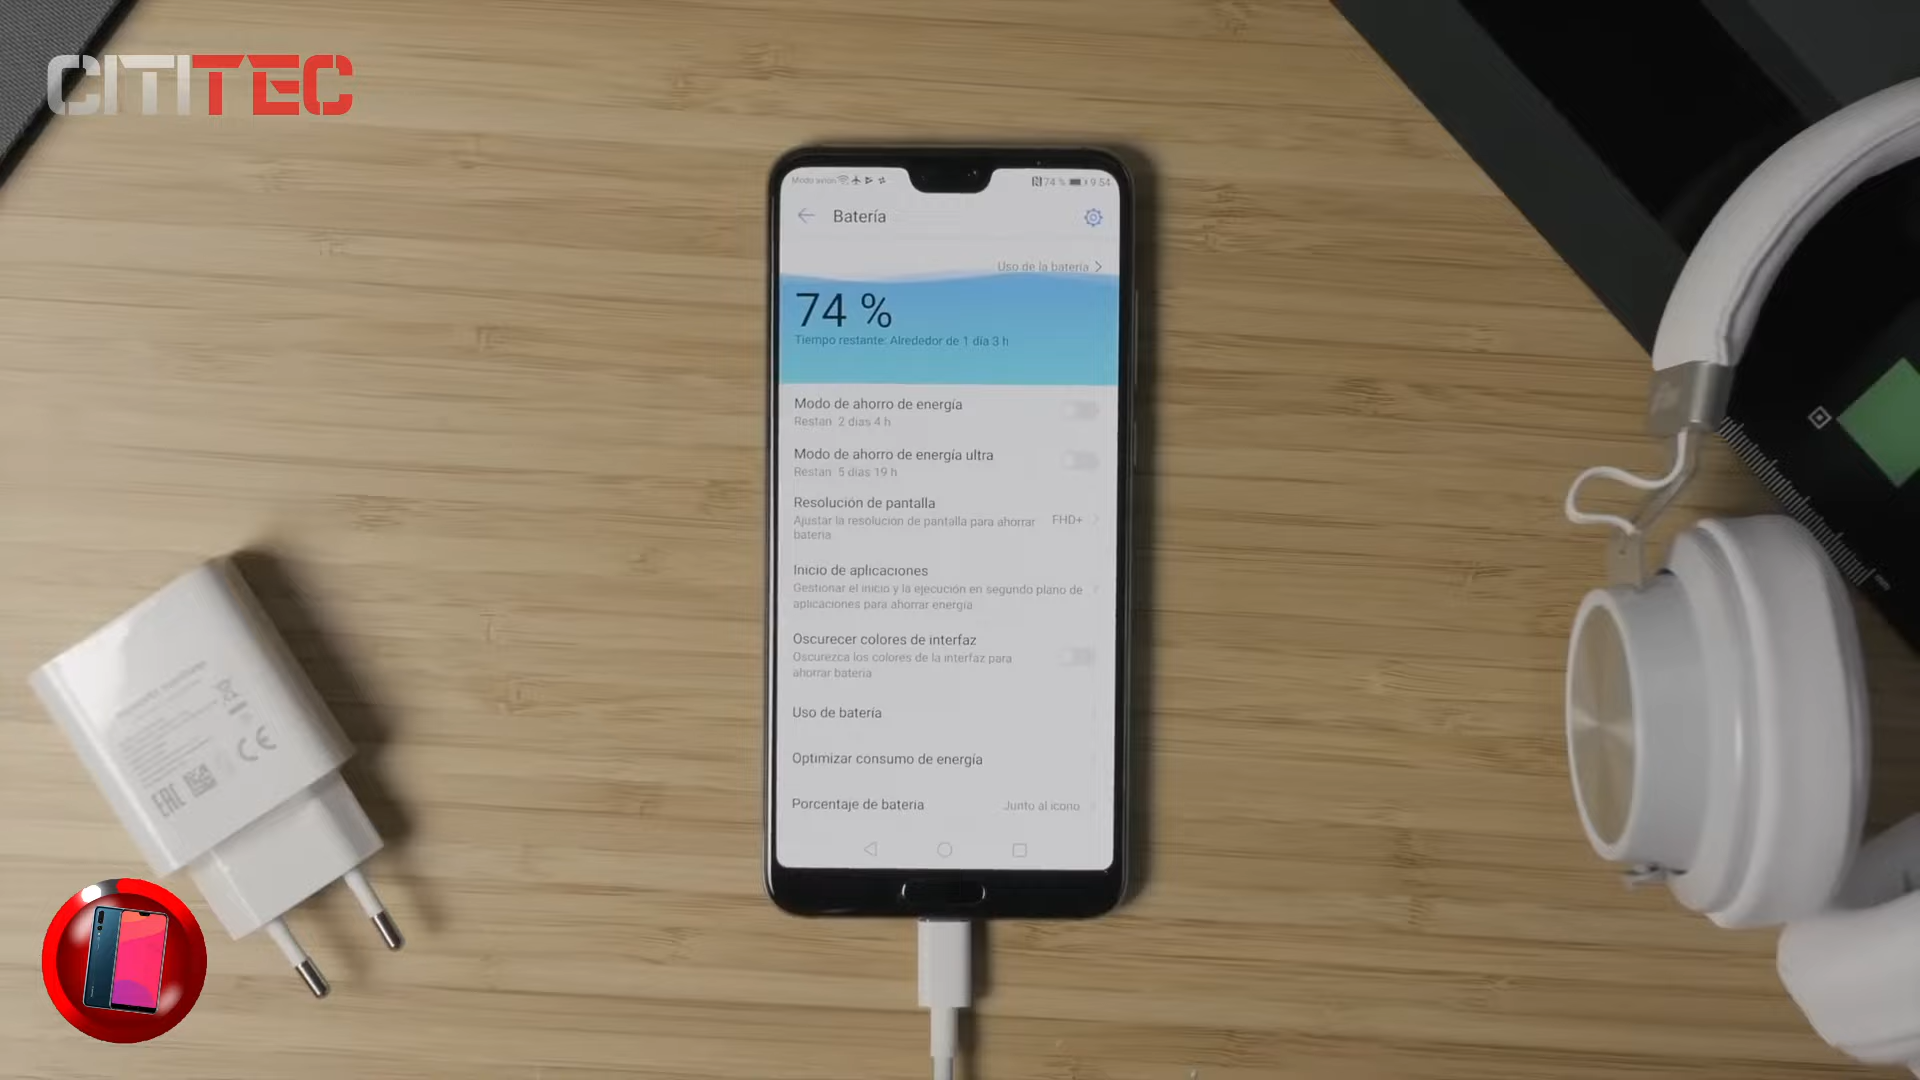 CITITEC
Modo avión
74 %
9:54
Batería
Uso de la batería
74 %
Tiempo restante: Alrededor de 1 día 3 h
Modo de ahorro de energía
Restan 2 días 4 h
Modo de ahorro de energía ultra
Restan 5 días 19 h
Resolución de pantalla
Ajustar la resolución de pantalla para ahorrar
batería
FHD+
Inicio de aplicaciones
Gestionar el inicio y la ejecución en segundo plano de
aplicaciones para ahorrar energía
Oscurecer colores de interfaz
Oscurezca los colores de la interfaz para
ahorrar batería
Uso de batería
Optimizar consumo de energía
Porcentaje de batería
Junto al icono
CE
EAC